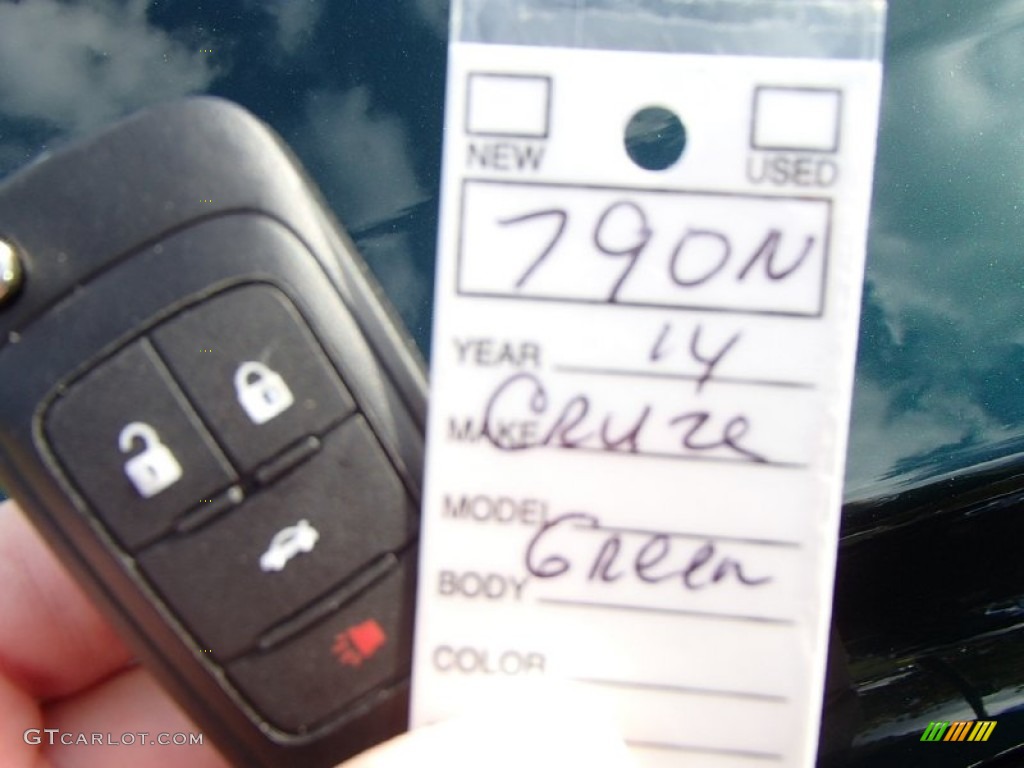 NEW USED
790N
YEAR 14
MAKE CRUZE
MODEL
BODY Green
COLOR
GTCARLOT.COM